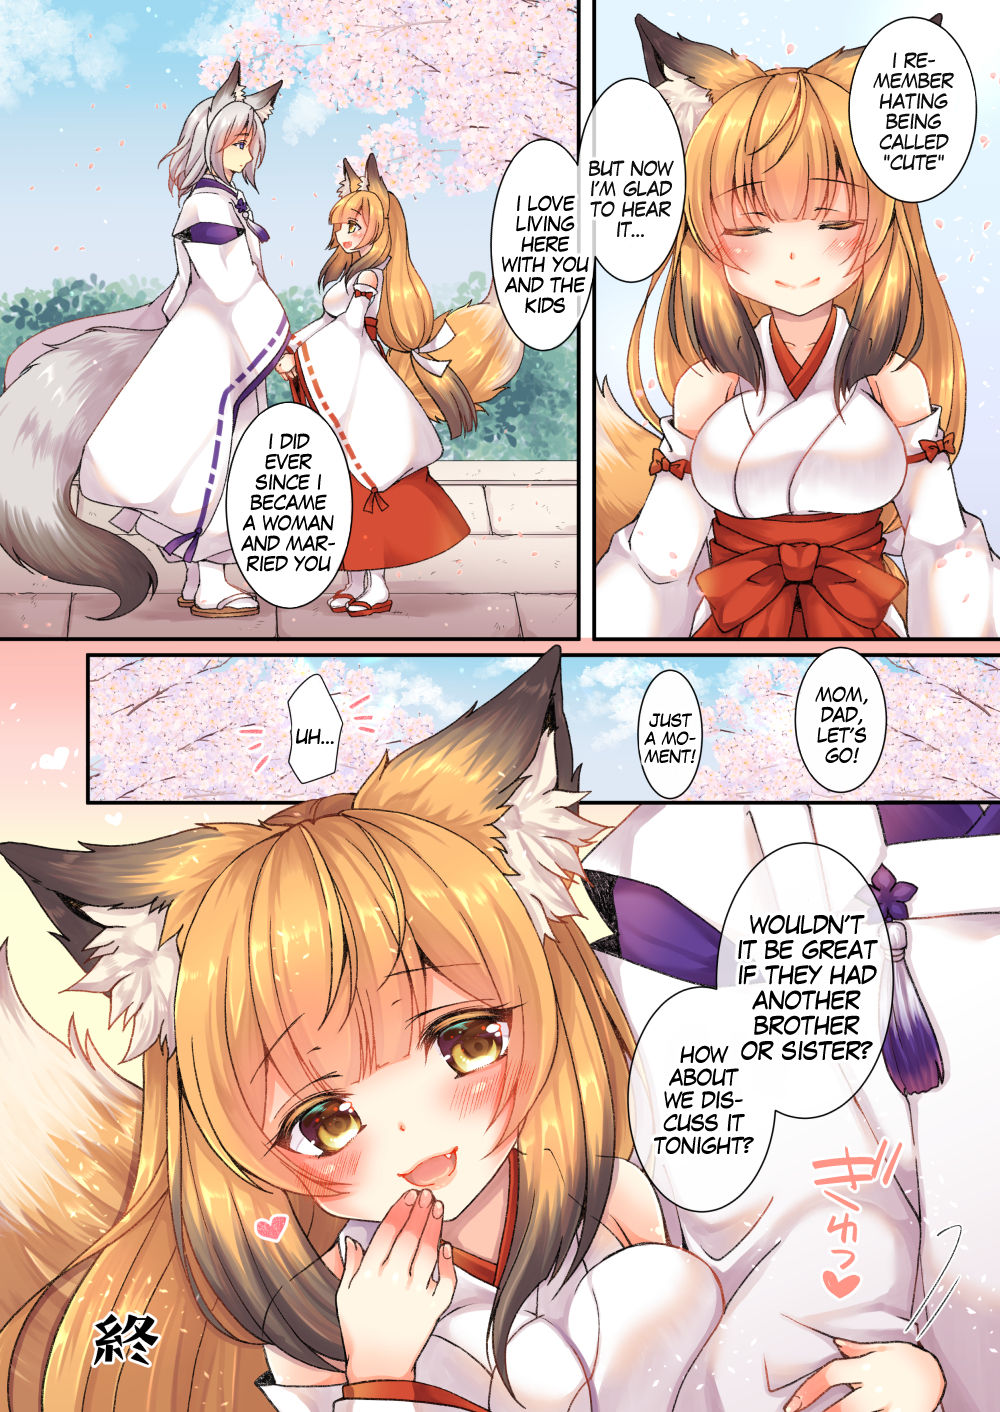 I RE-
MEMBER
HATING
BEING
CALLED
"CUTE"
BUT NOW
I'M GLAD
TO HEAR
IT...
I LOVE
LIVING
HERE
WITH YOU
AND THE
KIDS
I DID
EVER
SINCE I
BECAME
A WOMAN
AND MAR-
RIED YOU
MOM,
DAD,
LET'S
GO!
JUST
A MO-
MENT!
UH...
WOULDN'T
IT BE GREAT
IF THEY HAD
ANOTHER
BROTHER
OR SISTER?
HOW
ABOUT
WE DIS-
CUSS IT
TONIGHT?
ぎゅっ
終